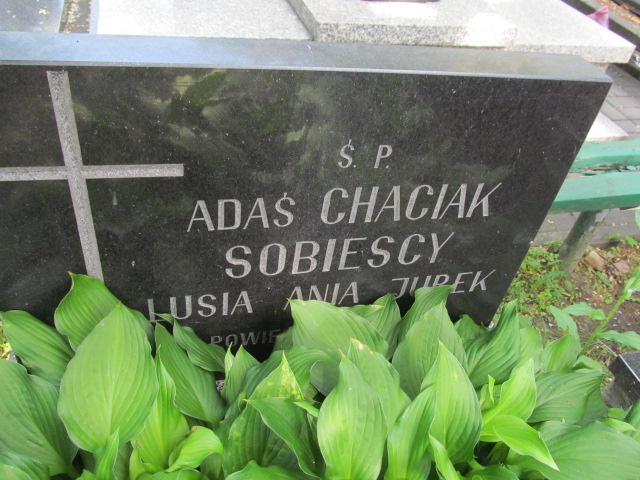 Ś. P.
ADAŚ CHACIAK
SOBIESCY
LUSIA ANIA JUREK